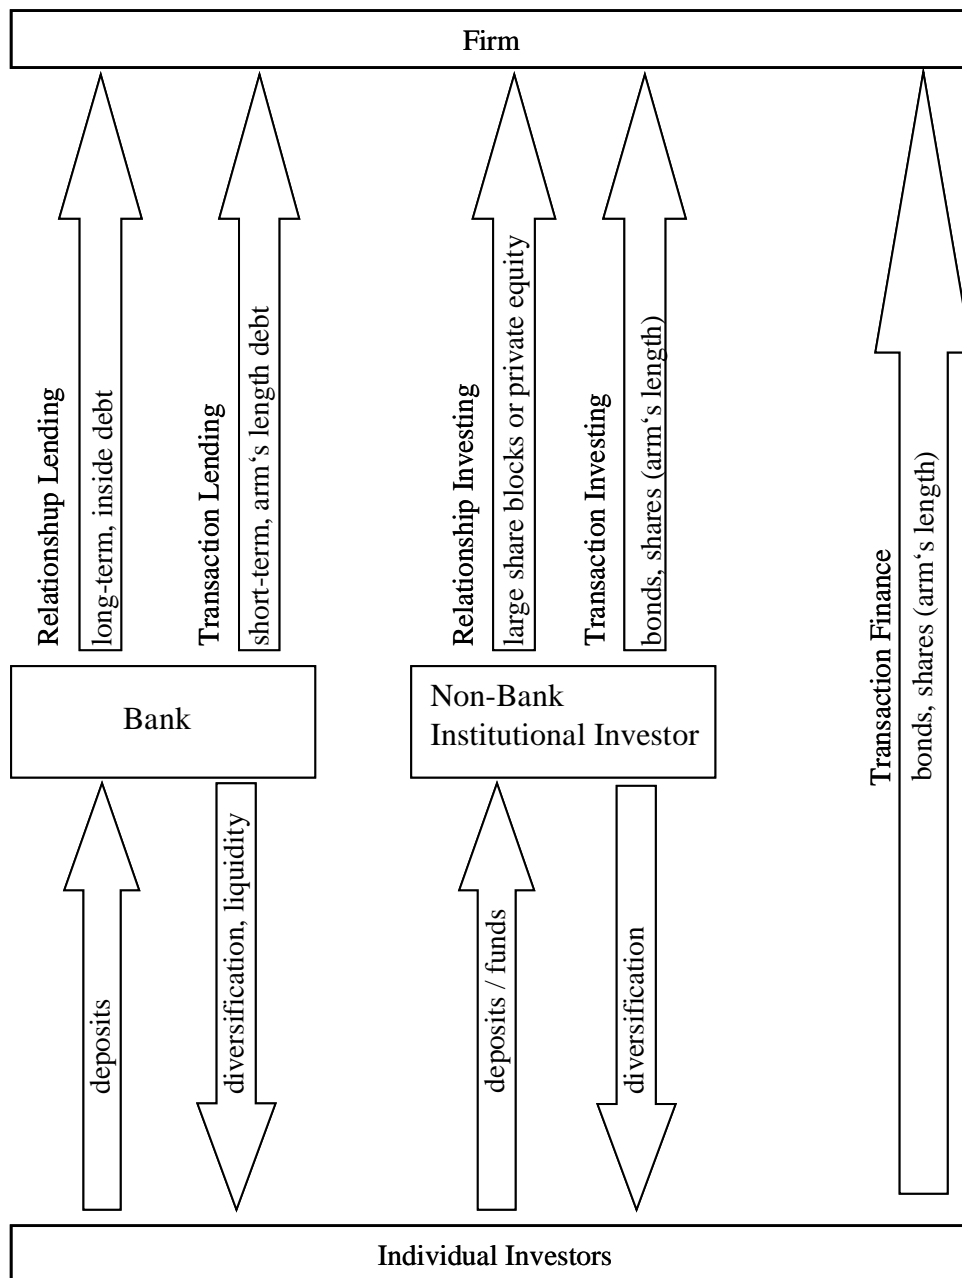 Firm
Relationshup Lending
long-term, inside debt
Transaction Lending
short-term, arm‘s length debt
Relationship Investing
large share blocks or private equity
Transaction Investing
bonds, shares (arm‘s length)
Transaction Finance
bonds, shares (arm‘s length)
Bank
Non-Bank
Institutional Investor
deposits
diversification, liquidity
deposits / funds
diversification
Individual Investors